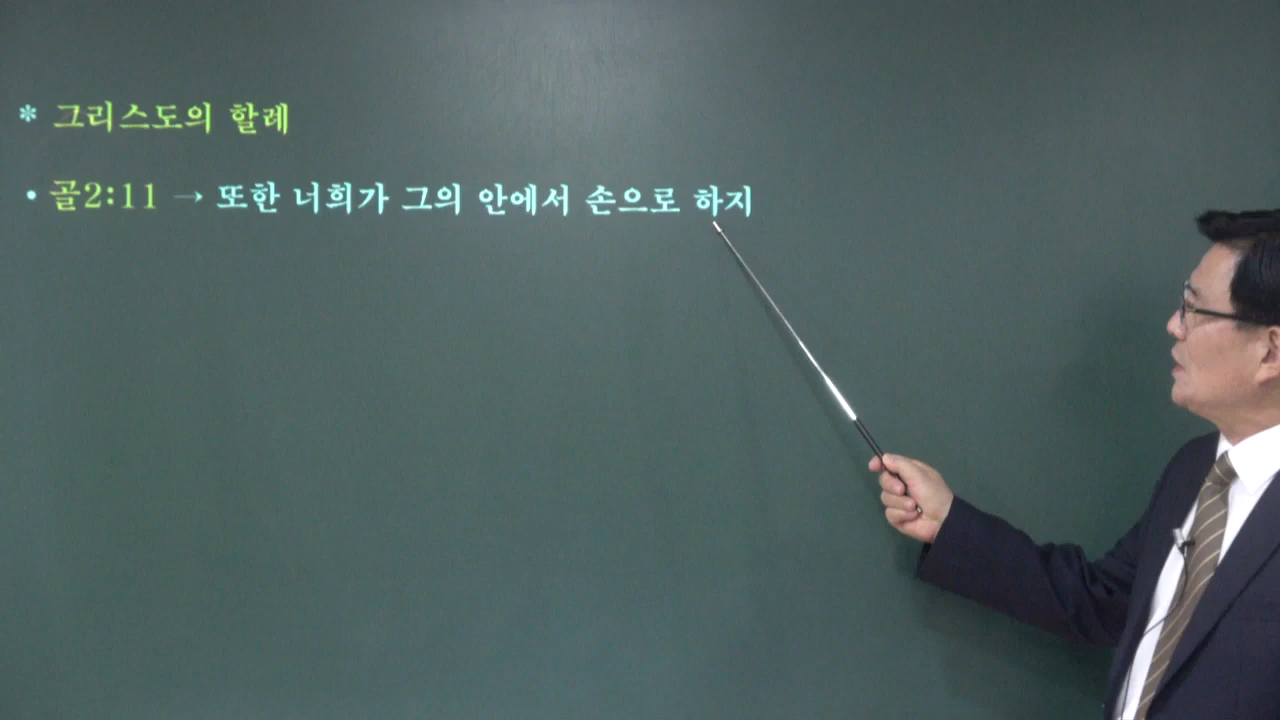 * 그리스도의 할례
• 골2:11 → 또한 너희가 그의 안에서 손으로 하지